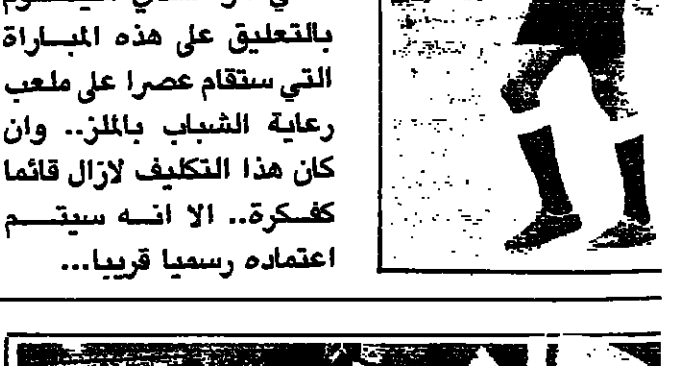 بالتعليق على هذه المباراة
التي ستقام عصرا على ملعب
رعاية الشباب بالملز.. وان
كان هذا التكليف لازال قائما
كفكرة.. الا انه سيتم
اعتماده رسميا قريبا...